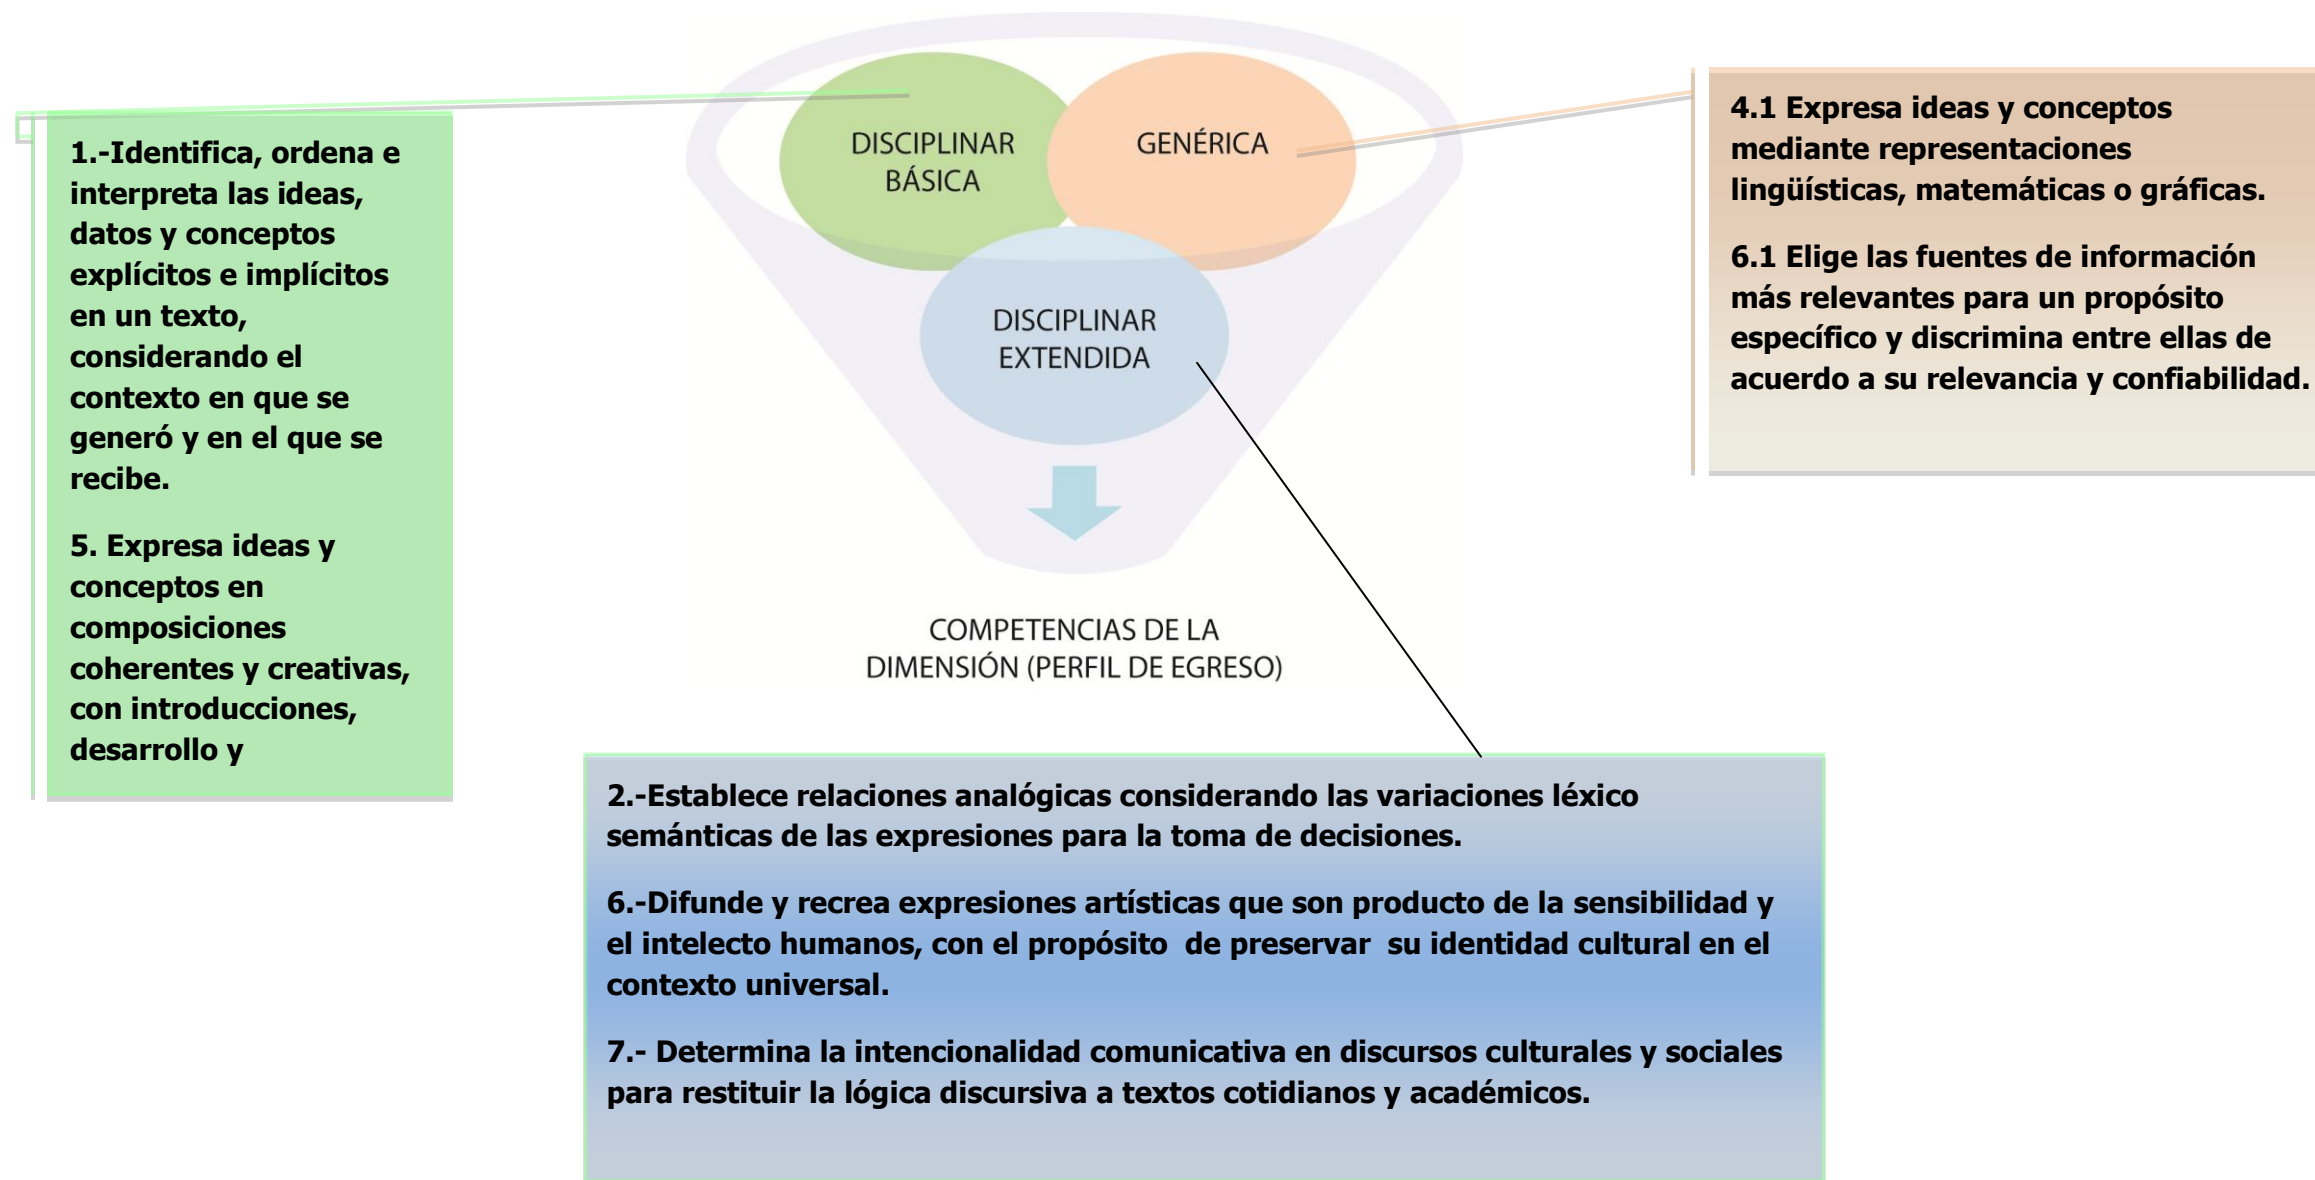 1.-Identifica, ordena e
interpreta las ideas,
datos y conceptos
explícitos e implícitos
en un texto,
considerando el
contexto en que se
generó y en el que se
recibe.
5. Expresa ideas y
conceptos en
composiciones
coherentes y creativas,
con introducciones,
desarrollo y
DISCIPLINAR
BÁSICA
GENÉRICA
DISCIPLINAR
EXTENDIDA
COMPETENCIAS DE LA
DIMENSIÓN (PERFIL DE EGRESO)
4.1 Expresa ideas y conceptos
mediante representaciones
lingüísticas, matemáticas o gráficas.
6.1 Elige las fuentes de información
más relevantes para un propósito
específico y discrimina entre ellas de
acuerdo a su relevancia y confiabilidad.
2.-Establece relaciones analógicas considerando las variaciones léxico
semánticas de las expresiones para la toma de decisiones.
6.-Difunde y recrea expresiones artísticas que son producto de la sensibilidad y
el intelecto humanos, con el propósito  de preservar  su identidad cultural en el
contexto universal.
7.- Determina la intencionalidad comunicativa en discursos culturales y sociales
para restituir la lógica discursiva a textos cotidianos y académicos.